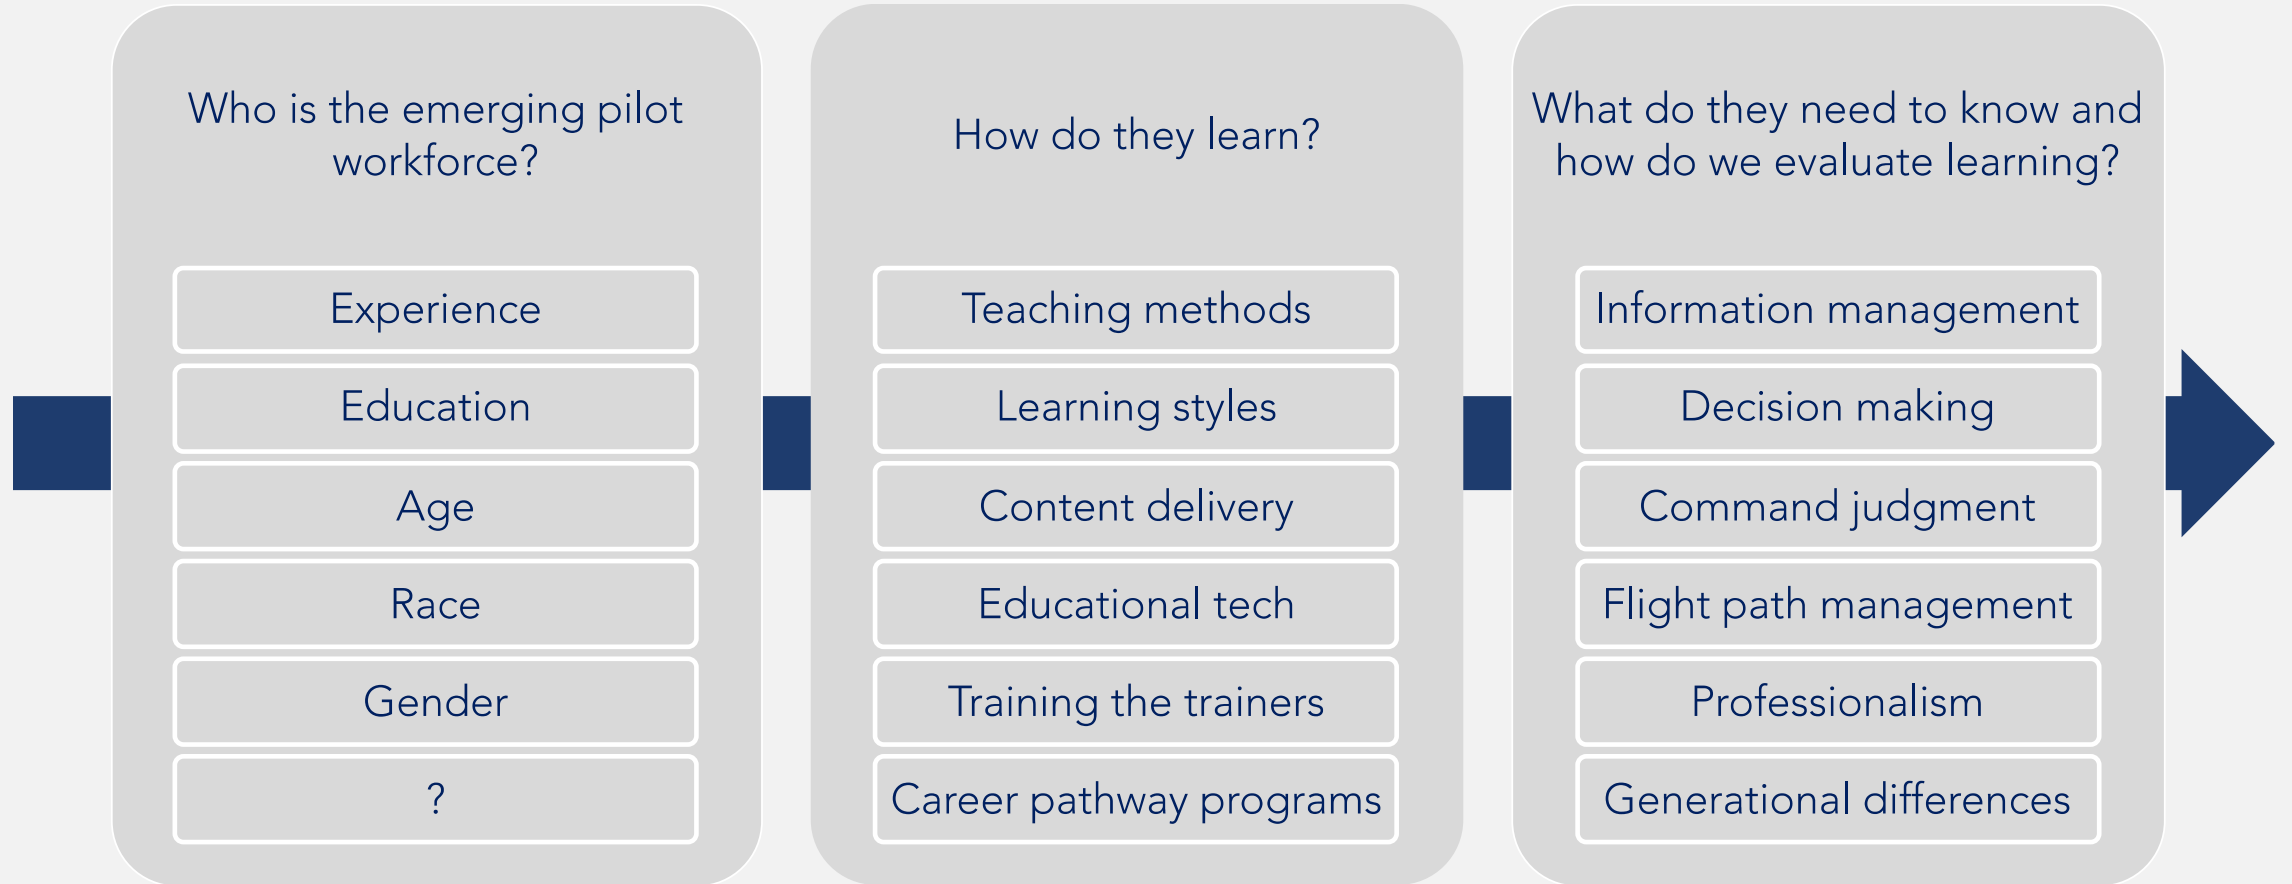 Who is the emerging pilot
workforce?
Experience
Education
Age
Race
Gender
?
How do they learn?
Teaching methods
Learning styles
Content delivery
Educational tech
Training the trainers
Career pathway programs
What do they need to know and
how do we evaluate learning?
Information management
Decision making
Command judgment
Flight path management
Professionalism
Generational differences